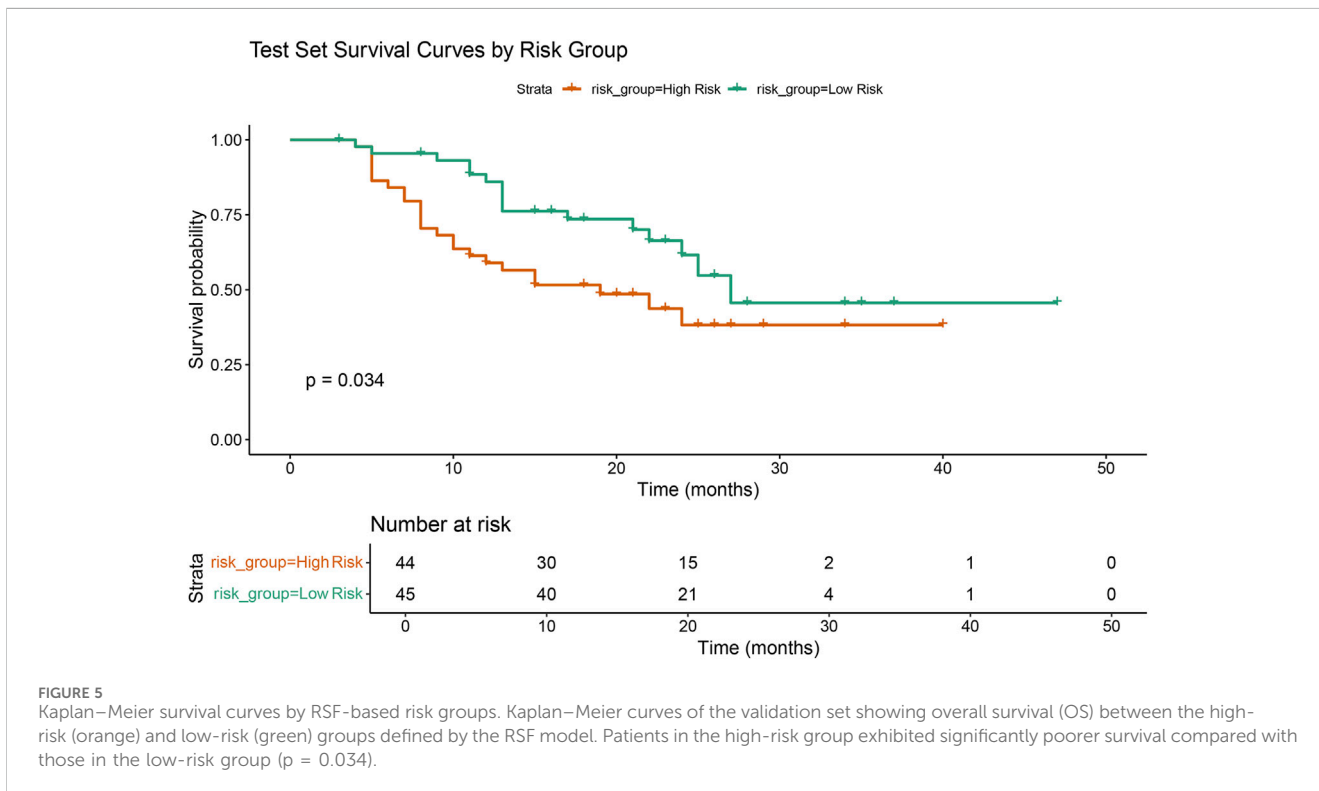 Test Set Survival Curves by Risk Group
Strata risk_group=High Risk risk_group=Low Risk
1.00
0.75
0.50
0.25
0.00
Survival probability
p = 0.034
0 10 20 30 40 50
Time (months)
Number at risk
Strata
risk_group=High Risk 44 30 15 2 1 0
risk_group=Low Risk 45 40 21 4 1 0
0 10 20 30 40 50
Time (months)
FIGURE 5
Kaplan–Meier survival curves by RSF-based risk groups. Kaplan–Meier curves of the validation set showing overall survival (OS) between the high-
risk (orange) and low-risk (green) groups defined by the RSF model. Patients in the high-risk group exhibited significantly poorer survival compared with
those in the low-risk group (p = 0.034).